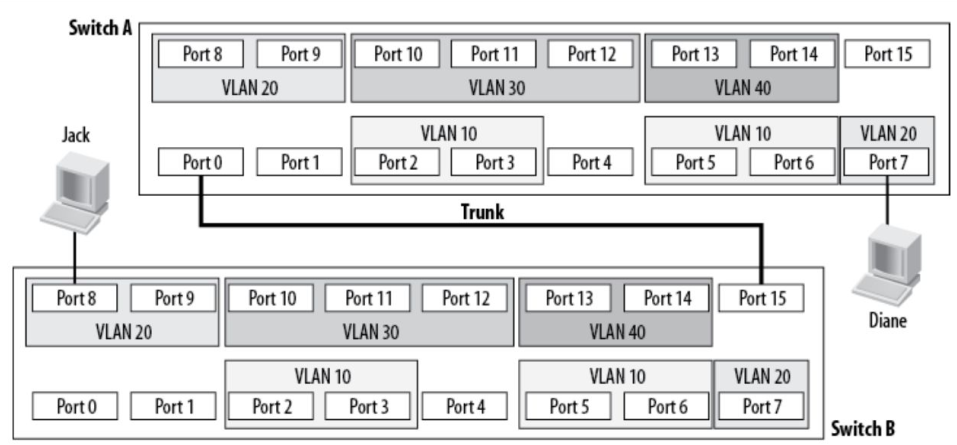 Switch A
Port 8 Port 9 Port 10 Port 11 Port 12 Port 13 Port 14 Port 15
VLAN 20 VLAN 30 VLAN 40
Jack
VLAN 10 VLAN 10 VLAN 20
Port 0 Port 1 Port 2 Port 3 Port 4 Port 5 Port 6 Port 7
Trunk
Port 8 Port 9 Port 10 Port 11 Port 12 Port 13 Port 14 Port 15
VLAN 20 VLAN 30 VLAN 40
Diane
VLAN 10 VLAN 10 VLAN 20
Port 0 Port 1 Port 2 Port 3 Port 4 Port 5 Port 6 Port 7
Switch B